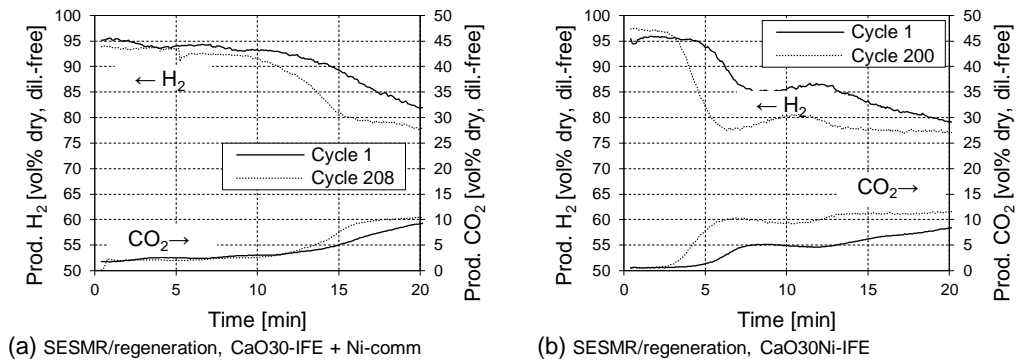 Prod. H2 [vol% dry, dil.-free]
100
95
90
85
80
75
70
65
60
55
50
← H2
Cycle 1
Cycle 208
CO2→
50
45
40
35
30
25
20
15
10
5
0
Prod. CO2 [vol% dry, dil.-free]
0 5 10 15 20
Time [min]
(a) SESMR/regeneration, CaO30-IFE + Ni-comm
Prod. H2 [vol% dry, dil.-free]
100
95
90
85
80
75
70
65
60
55
50
Cycle 1
Cycle 200
← H2
CO2→
50
45
40
35
30
25
20
15
10
5
0
Prod. CO2 [vol% dry, dil.-free]
0 5 10 15 20
Time [min]
(b) SESMR/regeneration, CaO30Ni-IFE